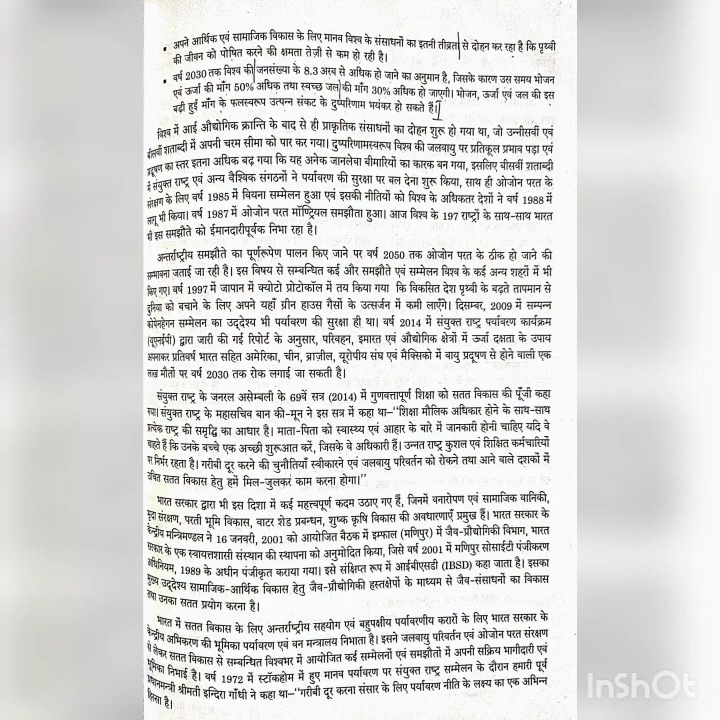 • अपने आर्थिक एवं सामाजिक विकास के लिए मानव विश्व के संसाधनों का इतनी तीव्रता से दोहन कर रहा है कि पृथ्वी
की जीवन को पोषित करने की क्षमता तेज़ी से कम हो रही है।
• वर्ष 2030 तक विश्व की जनसंख्या के 8.3 अरब से अधिक हो जाने का अनुमान है, जिसके कारण उस समय भोजन
एवं ऊर्जा की माँग 50% अधिक तथा स्वच्छ जल की माँग 30% अधिक हो जाएगी। भोजन, ऊर्जा एवं जल की इस
बढ़ी हुई माँग के फलस्वरूप उत्पन्न संकट के दुष्परिणाम भयंकर हो सकते हैं।
विश्व में आई औद्योगिक क्रान्ति के बाद से ही प्राकृतिक संसाधनों का दोहन शुरू हो गया था, जो उन्नीसवीं एवं
बीसवीं शताब्दी में अपनी चरम सीमा को पार कर गया। दुष्परिणामस्वरूप विश्व की जलवायु पर प्रतिकूल प्रभाव पड़ा एवं
प्रदूषण का स्तर इतना अधिक बढ़ गया कि यह अनेक जानलेवा बीमारियों का कारक बन गया, इसलिए बीसवीं शताब्दी
में संयुक्त राष्ट्र एवं अन्य वैश्विक संगठनों ने पर्यावरण की सुरक्षा पर बल देना शुरू किया, साथ ही ओजोन परत के
संरक्षण के लिए वर्ष 1985 में वियना सम्मेलन हुआ एवं इसकी नीतियों को विश्व के अधिकतर देशों ने वर्ष 1988 में
लागू भी किया। वर्ष 1987 में ओजोन परत मॉण्ट्रियल समझौता हुआ। आज विश्व के 197 राष्ट्रों के साथ-साथ भारत
भी इस समझौते को ईमानदारीपूर्वक निभा रहा है।
अन्तर्राष्ट्रीय समझौते का पूर्णरूपेण पालन किए जाने पर वर्ष 2050 तक ओजोन परत के ठीक हो जाने की
सम्भावना जताई जा रही है। इस विषय से सम्बन्धित कई और समझौते एवं सम्मेलन विश्व के कई अन्य शहरों में भी
किए गए। वर्ष 1997 में जापान में क्योटो प्रोटोकॉल में तय किया गया कि विकसित देश पृथ्वी के बढ़ते तापमान से
दुनिया को बचाने के लिए अपने यहाँ ग्रीन हाउस गैसों के उत्सर्जन में कमी लाएँगे। दिसम्बर, 2009 में सम्पन्न
कोपेनहेगन सम्मेलन का उद्देश्य भी पर्यावरण की सुरक्षा ही था। वर्ष 2014 में संयुक्त राष्ट्र पर्यावरण कार्यक्रम
(यूएनईपी) द्वारा जारी की गई रिपोर्ट के अनुसार, परिवहन, इमारत एवं औद्योगिक क्षेत्रों में ऊर्जा दक्षता के उपाय
अपनाकर प्रतिवर्ष भारत सहित अमेरिका, चीन, ब्राज़ील, यूरोपीय संघ एवं मैक्सिको में वायु प्रदूषण से होने वाली एक
लाख मौतों पर वर्ष 2030 तक रोक लगाई जा सकती है।
संयुक्त राष्ट्र के जनरल असेम्बली के 69वें सत्र (2014) में गुणवत्तापूर्ण शिक्षा को सतत विकास की पूँजी कहा
गया। संयुक्त राष्ट्र के महासचिव बान की-मून ने इस सत्र में कहा था–‘‘शिक्षा मौलिक अधिकार होने के साथ-साथ
प्रत्येक राष्ट्र की समृद्धि का आधार है। माता-पिता को स्वास्थ्य एवं आहार के बारे में जानकारी होनी चाहिए यदि वे
चाहते हैं कि उनके बच्चे एक अच्छी शुरूआत करें, जिसके वे अधिकारी हैं। उन्नत राष्ट्र कुशल एवं शिक्षित कर्मचारियों
पर निर्भर रहता है। गरीबी दूर करने की चुनौतियाँ स्वीकारने एवं जलवायु परिवर्तन को रोकने तथा आने वाले दशकों में
उचित सतत विकास हेतु हमें मिल-जुलकर काम करना होगा।’’
भारत सरकार द्वारा भी इस दिशा में कई महत्त्वपूर्ण कदम उठाए गए हैं, जिनमें वनारोपण एवं सामाजिक वानिकी,
मृदा संरक्षण, परती भूमि विकास, वाटर शेड प्रबन्धन, शुष्क कृषि विकास की अवधारणाएँ प्रमुख हैं। भारत सरकार के
केन्द्रीय मन्त्रिमण्डल ने 16 जनवरी, 2001 को आयोजित बैठक में इम्फाल (मणिपुर) में जैव-प्रौद्योगिकी विभाग, भारत
सरकार के एक स्वायत्तशासी संस्थान की स्थापना को अनुमोदित किया, जिसे वर्ष 2001 में मणिपुर सोसाईटी पंजीकरण
अधिनियम, 1989 के अधीन पंजीकृत कराया गया। इसे संक्षिप्त रूप में आईबीएसडी (IBSD) कहा जाता है। इसका
मुख्य उद्देश्य सामाजिक-आर्थिक विकास हेतु जैव-प्रौद्योगिकी हस्तक्षेपों के माध्यम से जैव-संसाधनों का विकास
तथा उनका सतत प्रयोग करना है।
भारत में सतत विकास के लिए अन्तर्राष्ट्रीय सहयोग एवं बहुपक्षीय पर्यावरणीय करारों के लिए भारत सरकार के
केन्द्रीय अभिकरण की भूमिका पर्यावरण एवं वन मन्त्रालय निभाता है। इसने जलवायु परिवर्तन एवं ओजोन परत संरक्षण
से लेकर सतत विकास से सम्बन्धित विश्वभर में आयोजित कई सम्मेलनों एवं समझौतों में अपनी सक्रिय भागीदारी एवं
भूमिका निभाई है। वर्ष 1972 में स्टॉकहोम में हुए मानव पर्यावरण पर संयुक्त राष्ट्र सम्मेलन के दौरान हमारी पूर्व
प्रधानमन्त्री श्रीमती इन्दिरा गाँधी ने कहा था–‘‘गरीबी दूर करना संसार के लिए पर्यावरण नीति के लक्ष्य का एक अभिन्न
हिस्सा है।
InShOt